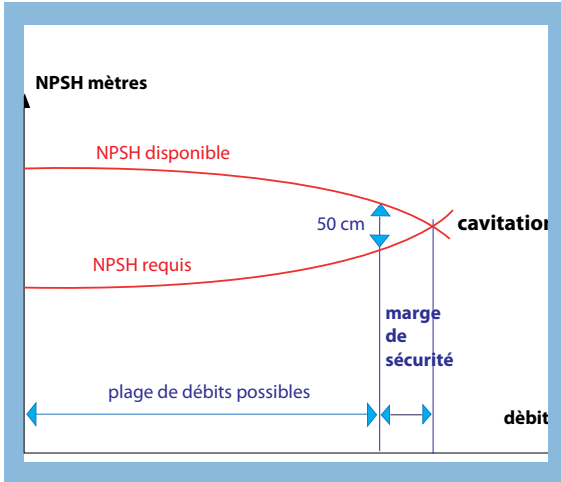 NPSH mètres
NPSH disponible
50 cm
cavitation
NPSH requis
marge
de
sécurité
plage de débits possibles
dèbit